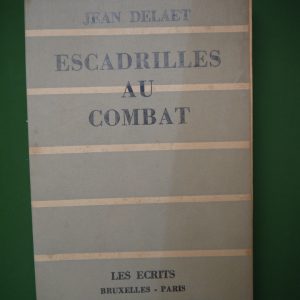 JEAN DELAET
ESCADRILLES
AU
COMBAT
LES ECRITS
BRUXELLES - PARIS